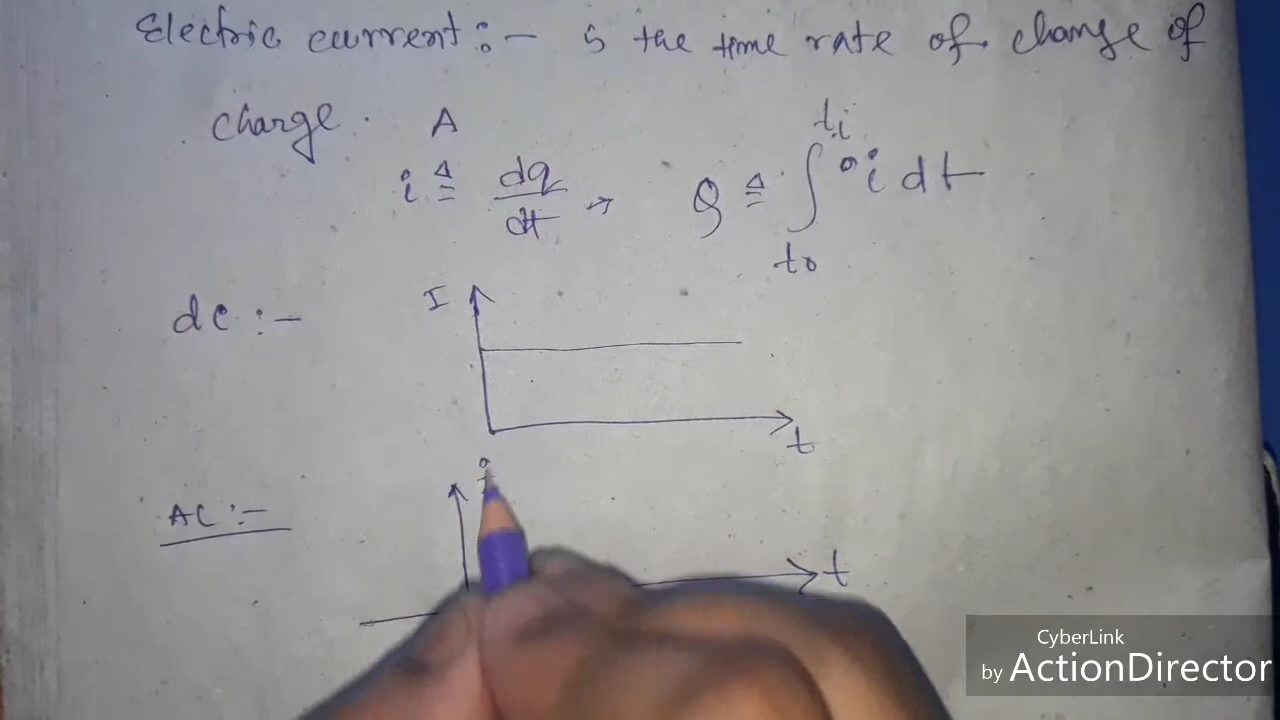 Electric current :- is the time rate of change of
charge. A
i ≜ dq/dt → Q ≜ ∫ i dt
ti
t0
dc :-
I
t
AC :-
i
t
CyberLink
by ActionDirector